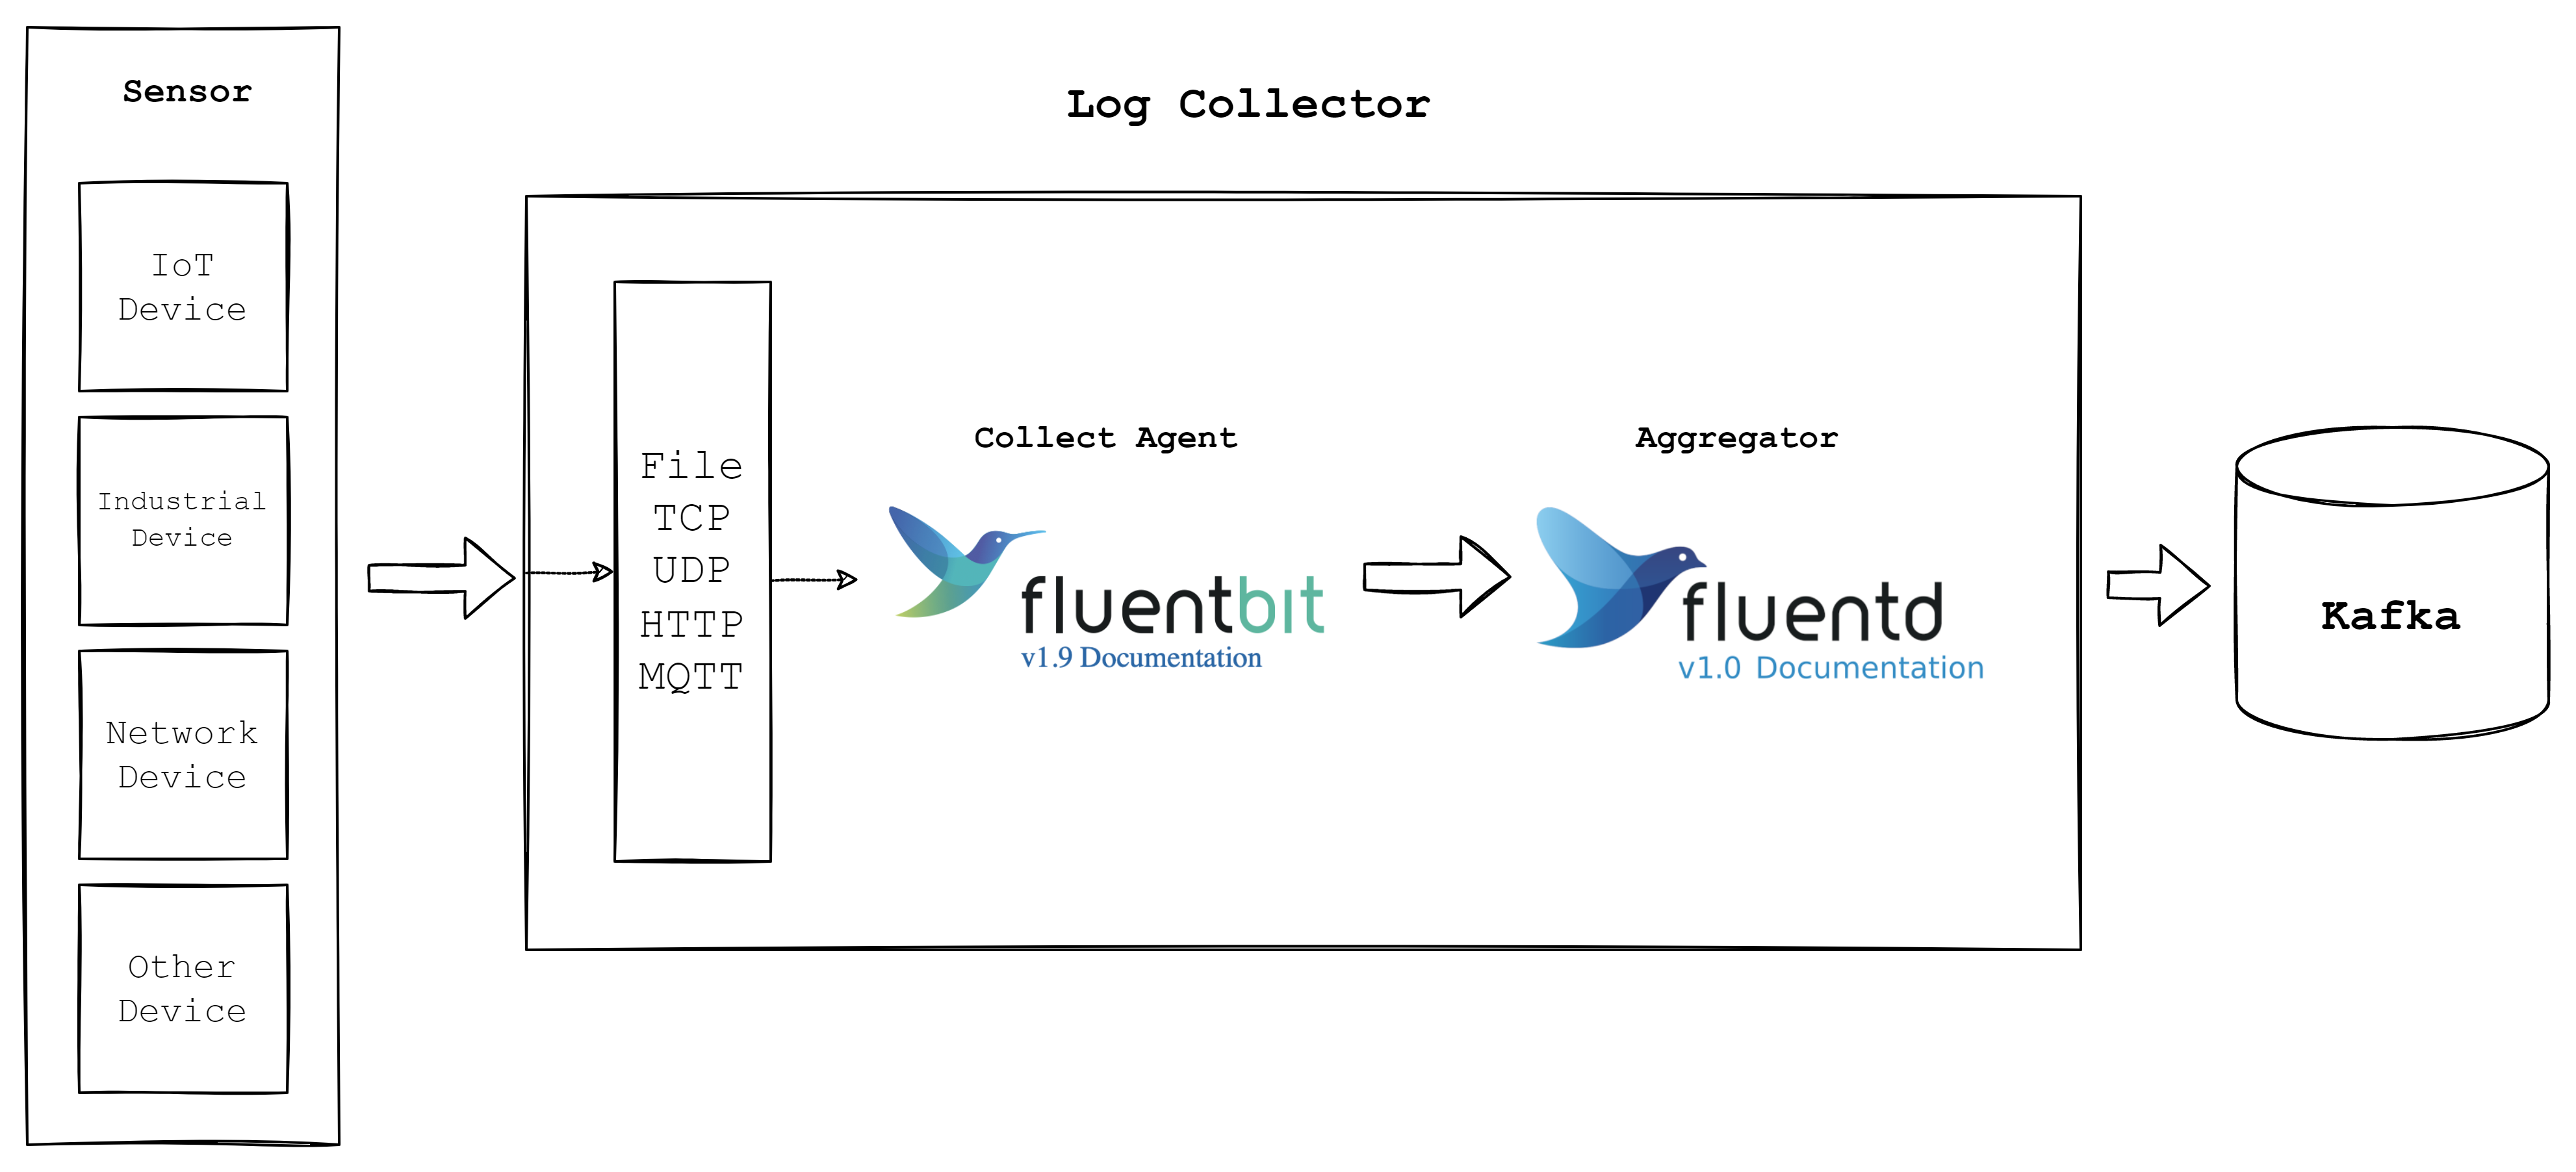 Sensor
IoT
Device
Industrial
Device
Network
Device
Other
Device
Log Collector
File
TCP
UDP
HTTP
MQTT
Collect Agent
fluentbit
v1.9 Documentation
Aggregator
fluentd
v1.0 Documentation
Kafka